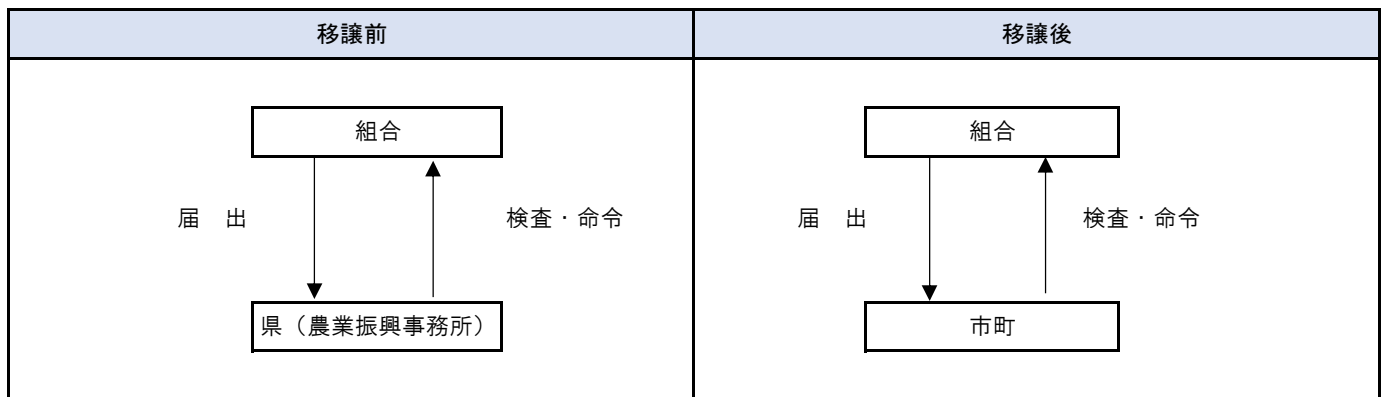 移譲前
移譲後
組合
届　出
検査・命令
県（農業振興事務所）
組合
届　出
検査・命令
市町